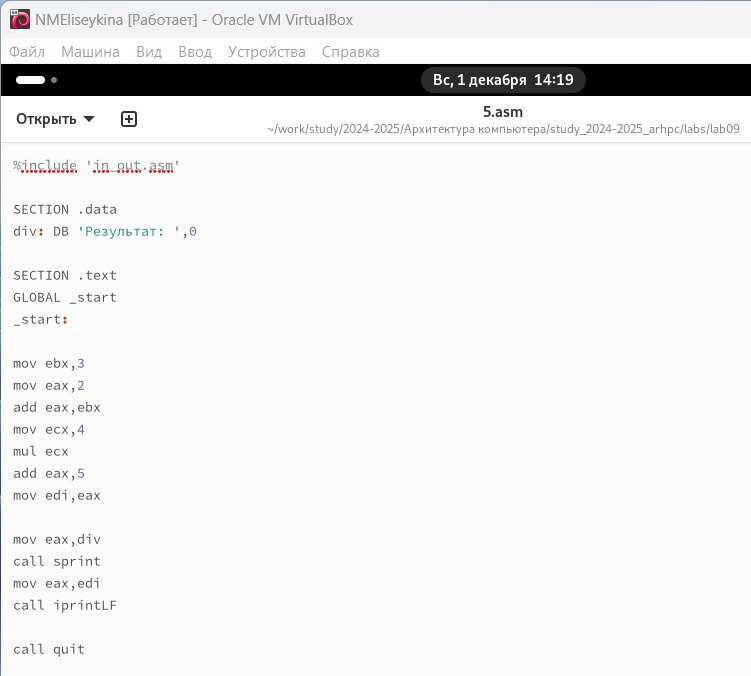 NMEliseykina [Работает] - Oracle VM VirtualBox
Файл Машина Вид Ввод Устройства Справка
Вс, 1 декабря 14:19
Открыть
5.asm
~/work/study/2024-2025/Архитектура компьютера/study_2024-2025_arhpc/labs/lab09
%include 'in_out.asm'
SECTION .data
div: DB 'Результат: ',0
SECTION .text
GLOBAL _start
_start:
mov ebx,3
mov eax,2
add eax,ebx
mov ecx,4
mul ecx
add eax,5
mov edi,eax
mov eax,div
call sprint
mov eax,edi
call iprintLF
call quit